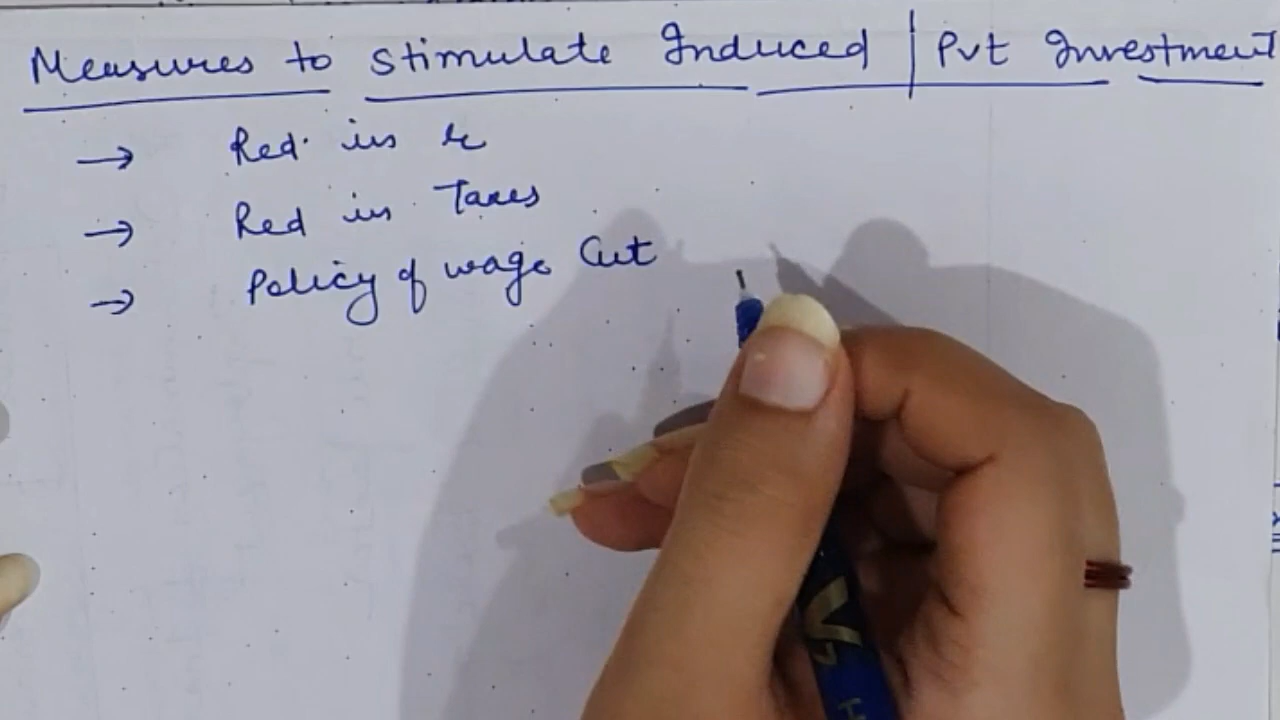 Measures to Stimulate Induced | Pvt Investment
→ Red. in r
→ Red in Taxes
→ Policy of wage Cut